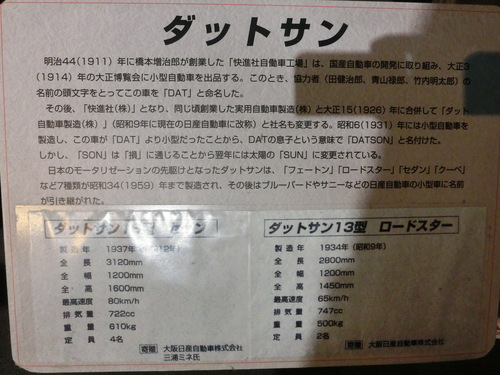 ダットサン
明治44(1911)年に橋本増治郎が創業した「快進社自働車工場」は、国産自動車の開発に取り組み、大正3
(1914)年の大正博覧会に小型自動車を出品する。このとき、協力者(田健治郎、青山禄郎、竹内明太郎)の
名前の頭文字をとってこの車を「DAT」と命名した。
その後、「快進社(株)」となり、同じ頃創業した実用自動車製造(株)と大正15(1926)年に合併して「ダット
自動車製造(株)」(昭和9年に現在の日産自動車に改称)と社名も変更する。昭和6(1931)年には小型自動車を
製造し、この車が「DAT」より小型だったことから、DATの息子という意味で「DATSON」と名付けた。
しかし、「SON」は「損」に通じることから翌年には太陽の「SUN」に変更されている。
日本のモータリゼーションの先駆けとなったダットサンは、「フェートン」「ロードスター」「セダン」「クーペ」
など7種類が昭和34(1959)年まで製造され、その後はブルーバードやサニーなどの日産自動車の小型車に名前
が引き継がれた。
ダットサン
製造年 1937年(昭和12年)
全長 3120mm
全幅 1200mm
全高 1600mm
最高速度 80km/h
排気量 722cc
重量 610kg
定員 4名
寄贈 大阪日産自動車株式会社
三浦ミネ氏
ダットサン13型 ロードスター
製造年 1934年(昭和9年)
全長 2800mm
全幅 1200mm
全高 1450mm
最高速度 65km/h
排気量 747cc
重量 500kg
定員 2名
寄贈 大阪日産自動車株式会社